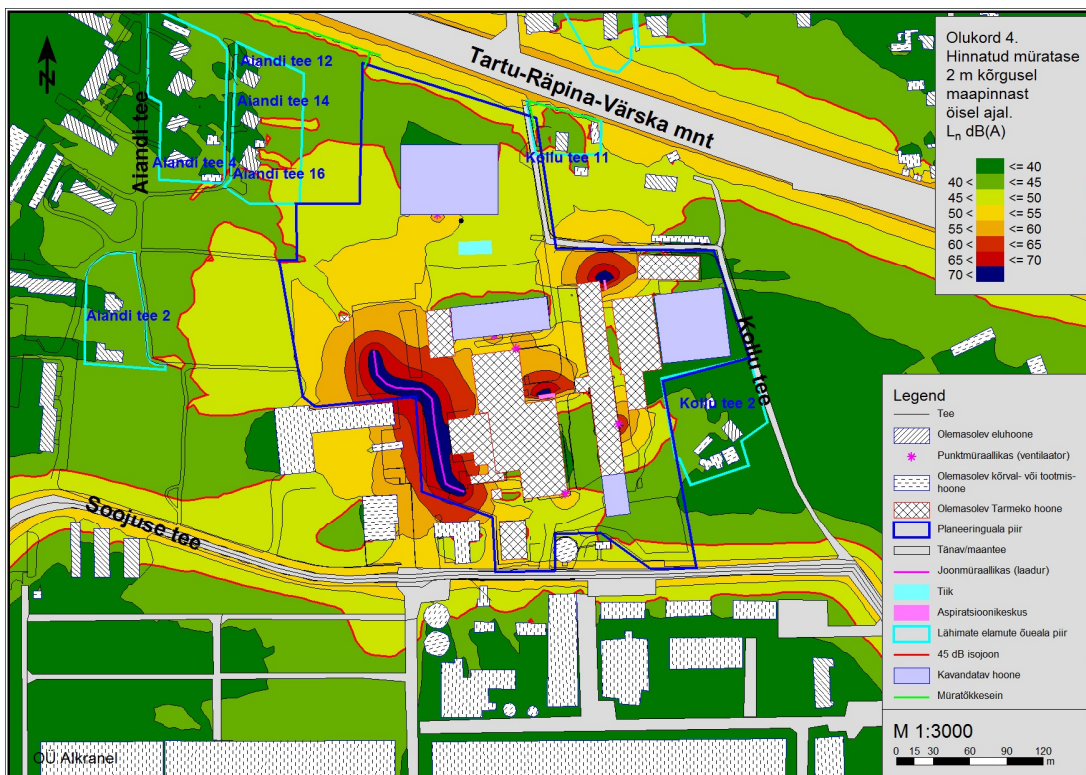 Olukord 4.
Hinnatud müratase
2 m kõrgusel
maapinnast
öisel ajal.
Ln dB(A)
<= 40
40 < <= 45
45 < <= 50
50 < <= 55
55 < <= 60
60 < <= 65
65 < <= 70
70 <
N
Tartu-Räpina-Värska mnt
Aiandi tee
Aiandi tee 12
Aiandi tee 14
Aiandi tee 4
Aiandi tee 16
Kollu tee 11
Aiandi tee 2
Kollu tee
Kollu tee 2
Soojuse tee
Legend
Tee
Olemasolev eluhoone
Punktmüraallikas (ventilaator)
Olemasolev kõrval- või tootmis-
hoone
Olemasolev Tarmeko hoone
Planeeringuala piir
Tänav/maantee
Joonmüraallikas (laadur)
Tiik
Aspiratsioonikeskus
Lähimate elamute õueala piir
45 dB isojoon
Kavandatav hoone
Müratõkkesein
M 1:3000
0 15 30 60 90 120
m
OÜ Alkranel